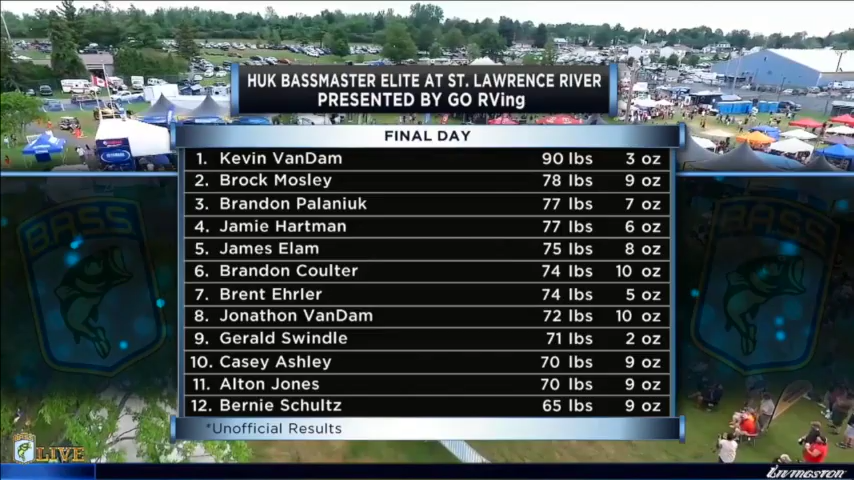 HUK BASSMASTER ELITE AT ST. LAWRENCE RIVER
PRESENTED BY GO RVing
FINAL DAY
1. Kevin VanDam 90 lbs 3 oz
2. Brock Mosley 78 lbs 9 oz
3. Brandon Palaniuk 77 lbs 7 oz
4. Jamie Hartman 77 lbs 6 oz
5. James Elam 75 lbs 8 oz
6. Brandon Coulter 74 lbs 10 oz
7. Brent Ehrler 74 lbs 5 oz
8. Jonathon VanDam 72 lbs 10 oz
9. Gerald Swindle 71 lbs 2 oz
10. Casey Ashley 70 lbs 9 oz
11. Alton Jones 70 lbs 9 oz
12. Bernie Schultz 65 lbs 9 oz
*Unofficial Results
BASS
BASS
LIVE
LIVINGSTON